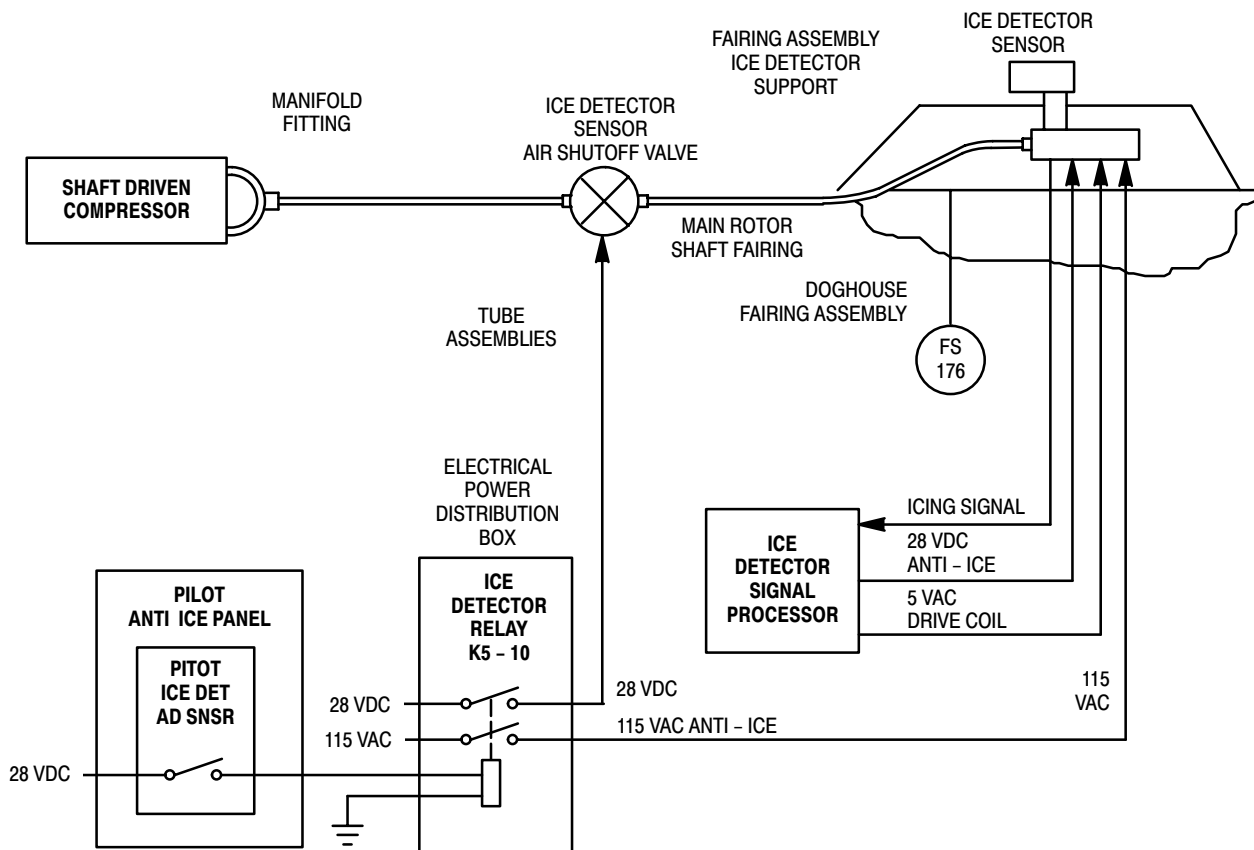 ICE DETECTOR
SENSOR
FAIRING ASSEMBLY
ICE DETECTOR
SUPPORT
MANIFOLD
FITTING
ICE DETECTOR
SENSOR
AIR SHUTOFF VALVE
SHAFT DRIVEN
COMPRESSOR
MAIN ROTOR
SHAFT FAIRING
DOGHOUSE
FAIRING ASSEMBLY
TUBE
ASSEMBLIES
FS
176
ELECTRICAL
POWER
DISTRIBUTION
BOX
ICE
DETECTOR
SIGNAL
PROCESSOR
ICING SIGNAL
28 VDC
ANTI – ICE
5 VAC
DRIVE COIL
115
VAC
PILOT
ANTI ICE PANEL
PITOT
ICE DET
AD SNSR
ICE
DETECTOR
RELAY
K5 – 10
28 VDC
28 VDC
115 VAC
115 VAC ANTI – ICE
28 VDC